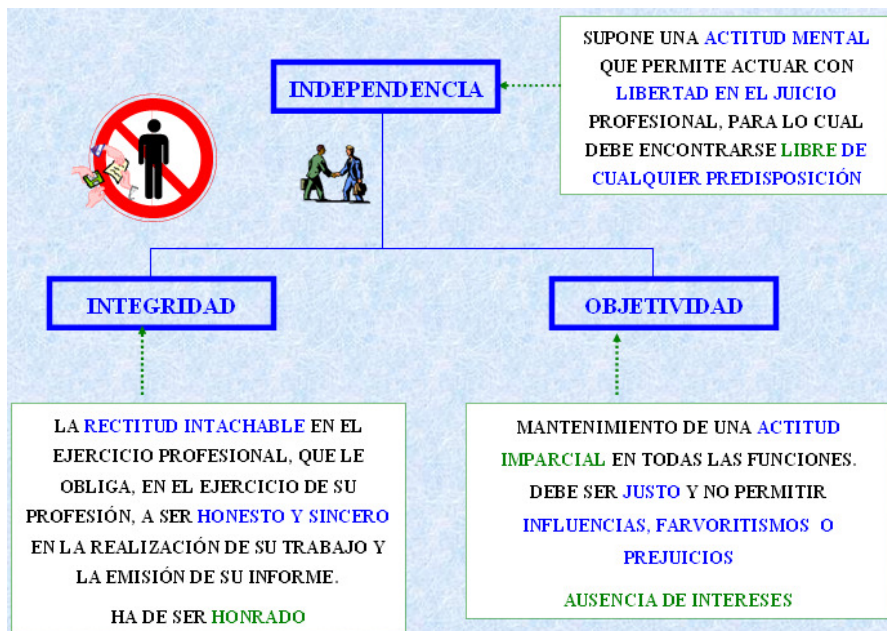 SUPONE UNA ACTITUD MENTAL
QUE PERMITE ACTUAR CON
LIBERTAD EN EL JUICIO
PROFESIONAL, PARA LO CUAL
DEBE ENCONTRARSE LIBRE DE
CUALQUIER PREDISPOSICIÓN
INDEPENDENCIA
INTEGRIDAD
OBJETIVIDAD
LA RECTITUD INTACHABLE EN EL
EJERCICIO PROFESIONAL, QUE LE
OBLIGA, EN EL EJERCICIO DE SU
PROFESIÓN, A SER HONESTO Y SINCERO
EN LA REALIZACIÓN DE SU TRABAJO Y
LA EMISIÓN DE SU INFORME.
HA DE SER HONRADO
MANTENIMIENTO DE UNA ACTITUD
IMPARCIAL EN TODAS LAS FUNCIONES.
DEBE SER JUSTO Y NO PERMITIR
INFLUENCIAS, FARVORITISMOS O
PREJUICIOS
AUSENCIA DE INTERESES